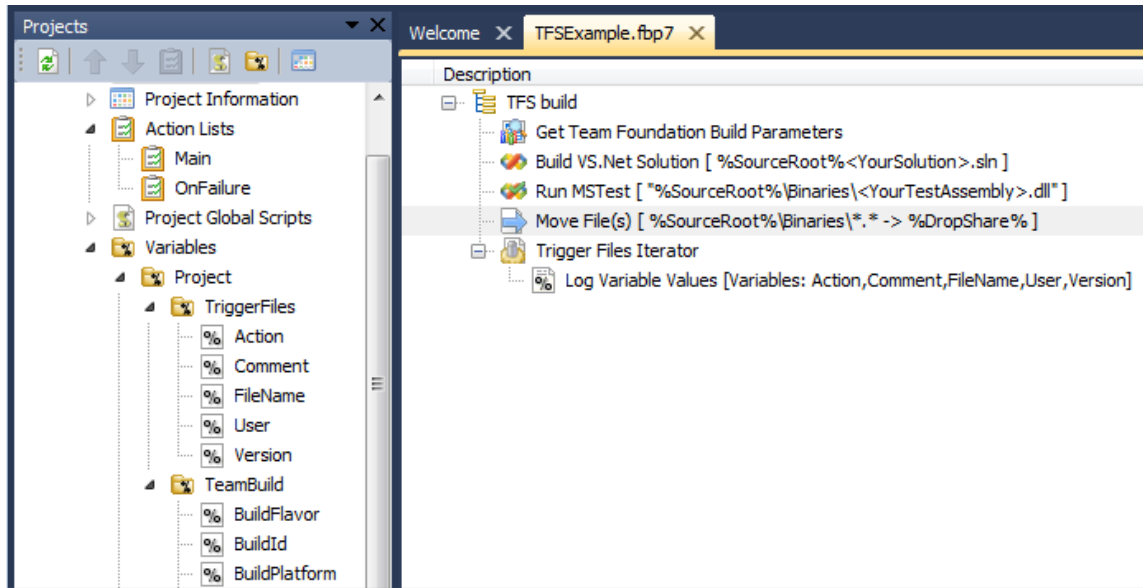 Projects
Project Information
Action Lists
Main
OnFailure
Project Global Scripts
Variables
Project
TriggerFiles
Action
Comment
FileName
User
Version
TeamBuild
BuildFlavor
BuildId
BuildPlatform
Welcome
TFSExample.fbp7
Description
TFS build
Get Team Foundation Build Parameters
Build VS.Net Solution [ %SourceRoot%<YourSolution>.sln ]
Run MSTest [ "%SourceRoot%\Binaries\<YourTestAssembly>.dll" ]
Move File(s) [ %SourceRoot%\Binaries\*.* -> %DropShare% ]
Trigger Files Iterator
Log Variable Values [Variables: Action,Comment,FileName,User,Version]